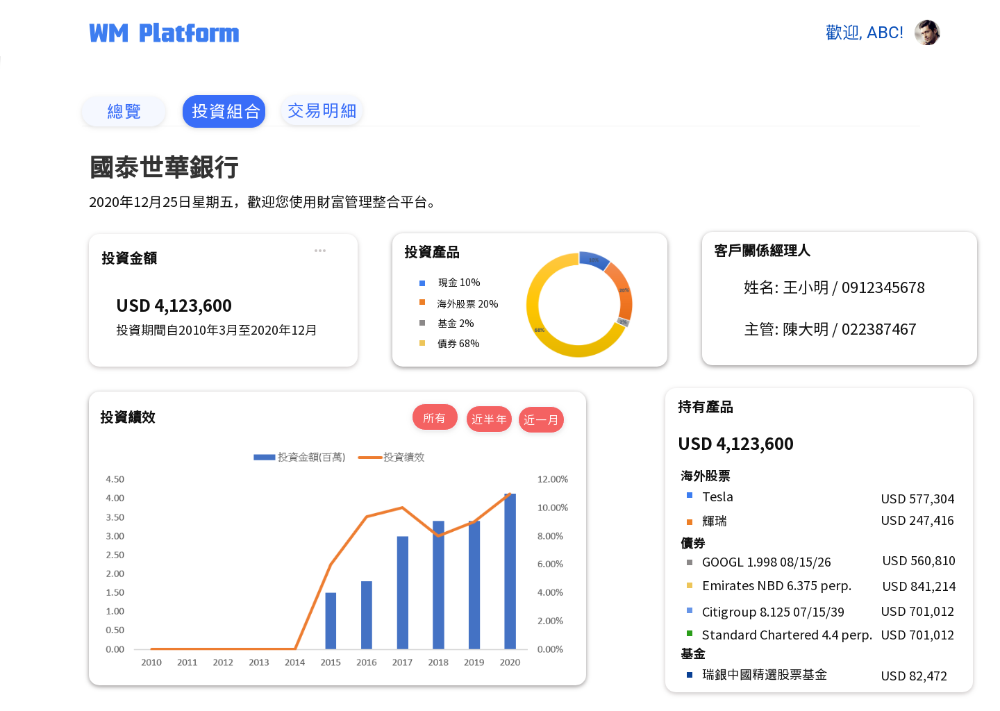 WM Platform
歡迎, ABC!
總覽
投資組合
交易明細
國泰世華銀行
2020年12月25日星期五，歡迎您使用財富管理整合平台。
投資金額
USD 4,123,600
投資期間自2010年3月至2020年12月
投資產品
現金 10%
海外股票 20%
基金 2%
債券 68%
20%
2%
68%
客戶關係經理人
姓名: 王小明 / 0912345678
主管: 陳大明 / 022387467
投資績效
所有
近半年
近一月
投資金額(百萬)
投資績效
4.50
4.00
3.50
3.00
2.50
2.00
1.50
1.00
0.50
0.00
12.00%
10.00%
8.00%
6.00%
4.00%
2.00%
0.00%
2010 2011 2012 2013 2014 2015 2016 2017 2018 2019 2020
持有產品
USD 4,123,600
海外股票
Tesla USD 577,304
輝瑞 USD 247,416
債券
GOOGL 1.998 08/15/26 USD 560,810
Emirates NBD 6.375 perp. USD 841,214
Citigroup 8.125 07/15/39 USD 701,012
Standard Chartered 4.4 perp. USD 701,012
基金
瑞銀中國精選股票基金 USD 82,472